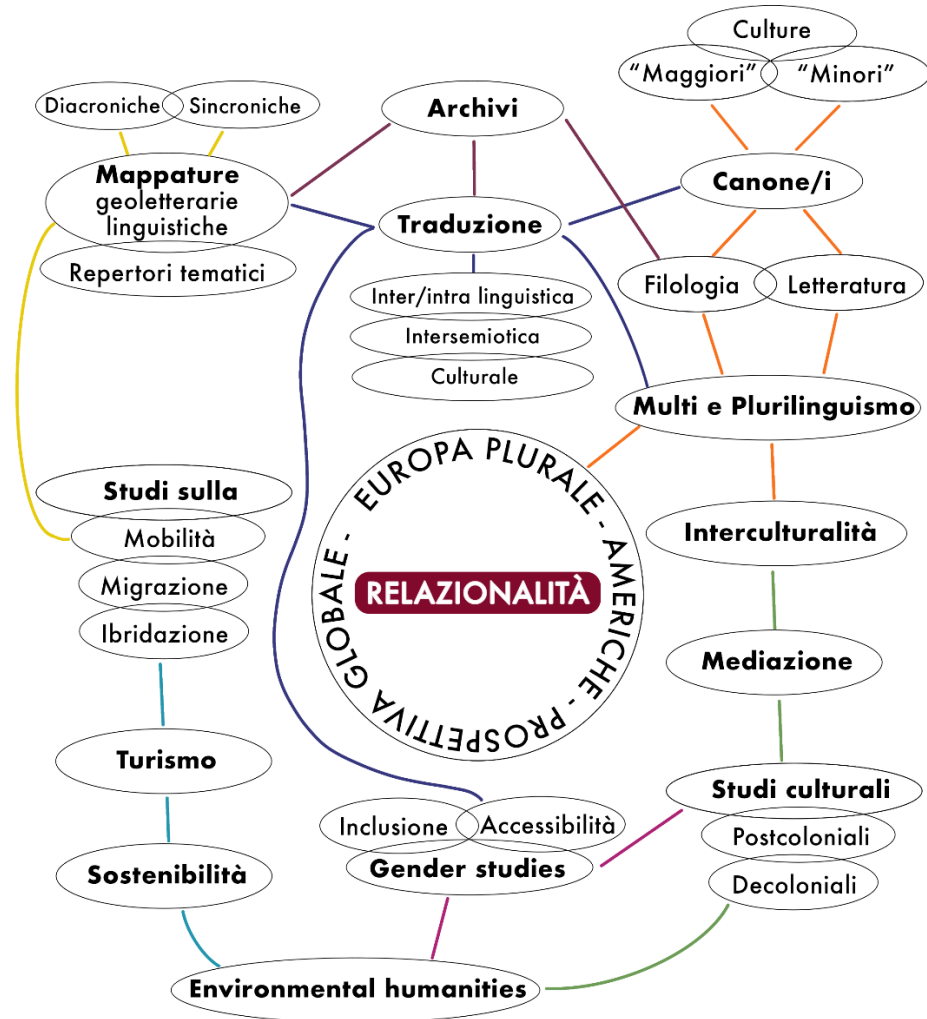 Culture
“Maggiori”
“Minori”
Diacroniche
Sincroniche
Archivi
Mappature
geoletterarie
linguistiche
Repertori tematici
Canone/i
Traduzione
Inter/intra linguistica
Intersemiotica
Culturale
Filologia
Letteratura
Multi e Plurilinguismo
EUROPA PLURALE - AMERICHE - PROSPETTIVA GLOBALE -
RELAZIONALITÀ
Studi sulla
Mobilità
Migrazione
Ibridazione
Interculturalità
Mediazione
Turismo
Studi culturali
Postcoloniali
Decoloniali
Inclusione
Accessibilità
Gender studies
Sostenibilità
Environmental humanities